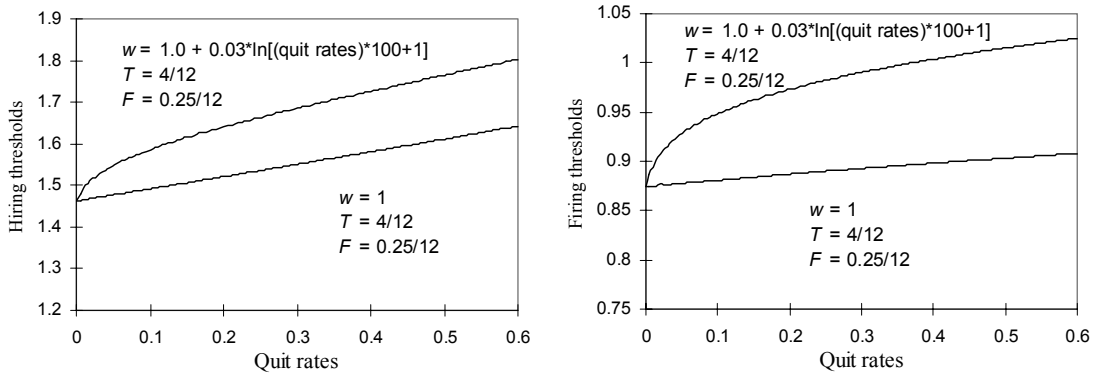 1.9
1.8
1.7
1.6
1.5
1.4
1.3
1.2
Hiring thresholds
w = 1.0 + 0.03*ln[(quit rates)*100+1]
T = 4/12
F = 0.25/12
w = 1
T = 4/12
F = 0.25/12
0 0.1 0.2 0.3 0.4 0.5 0.6
Quit rates
1.05
1
0.95
0.9
0.85
0.8
0.75
Firing thresholds
w = 1.0 + 0.03*ln[(quit rates)*100+1]
T = 4/12
F = 0.25/12
w = 1
T = 4/12
F = 0.25/12
0 0.1 0.2 0.3 0.4 0.5 0.6
Quit rates